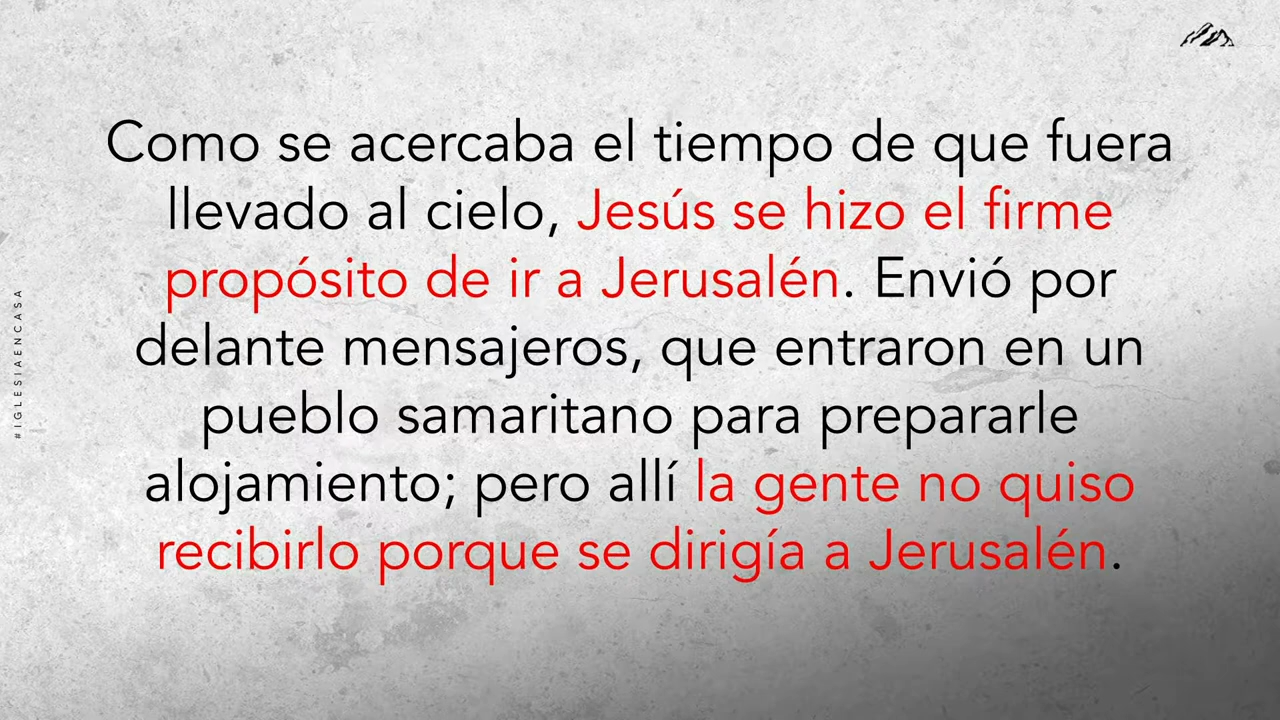 Como se acercaba el tiempo de que fuera
llevado al cielo, Jesús se hizo el firme
propósito de ir a Jerusalén. Envió por
delante mensajeros, que entraron en un
pueblo samaritano para prepararle
alojamiento; pero allí la gente no quiso
recibirlo porque se dirigía a Jerusalén.
#IGLESIAENCASA